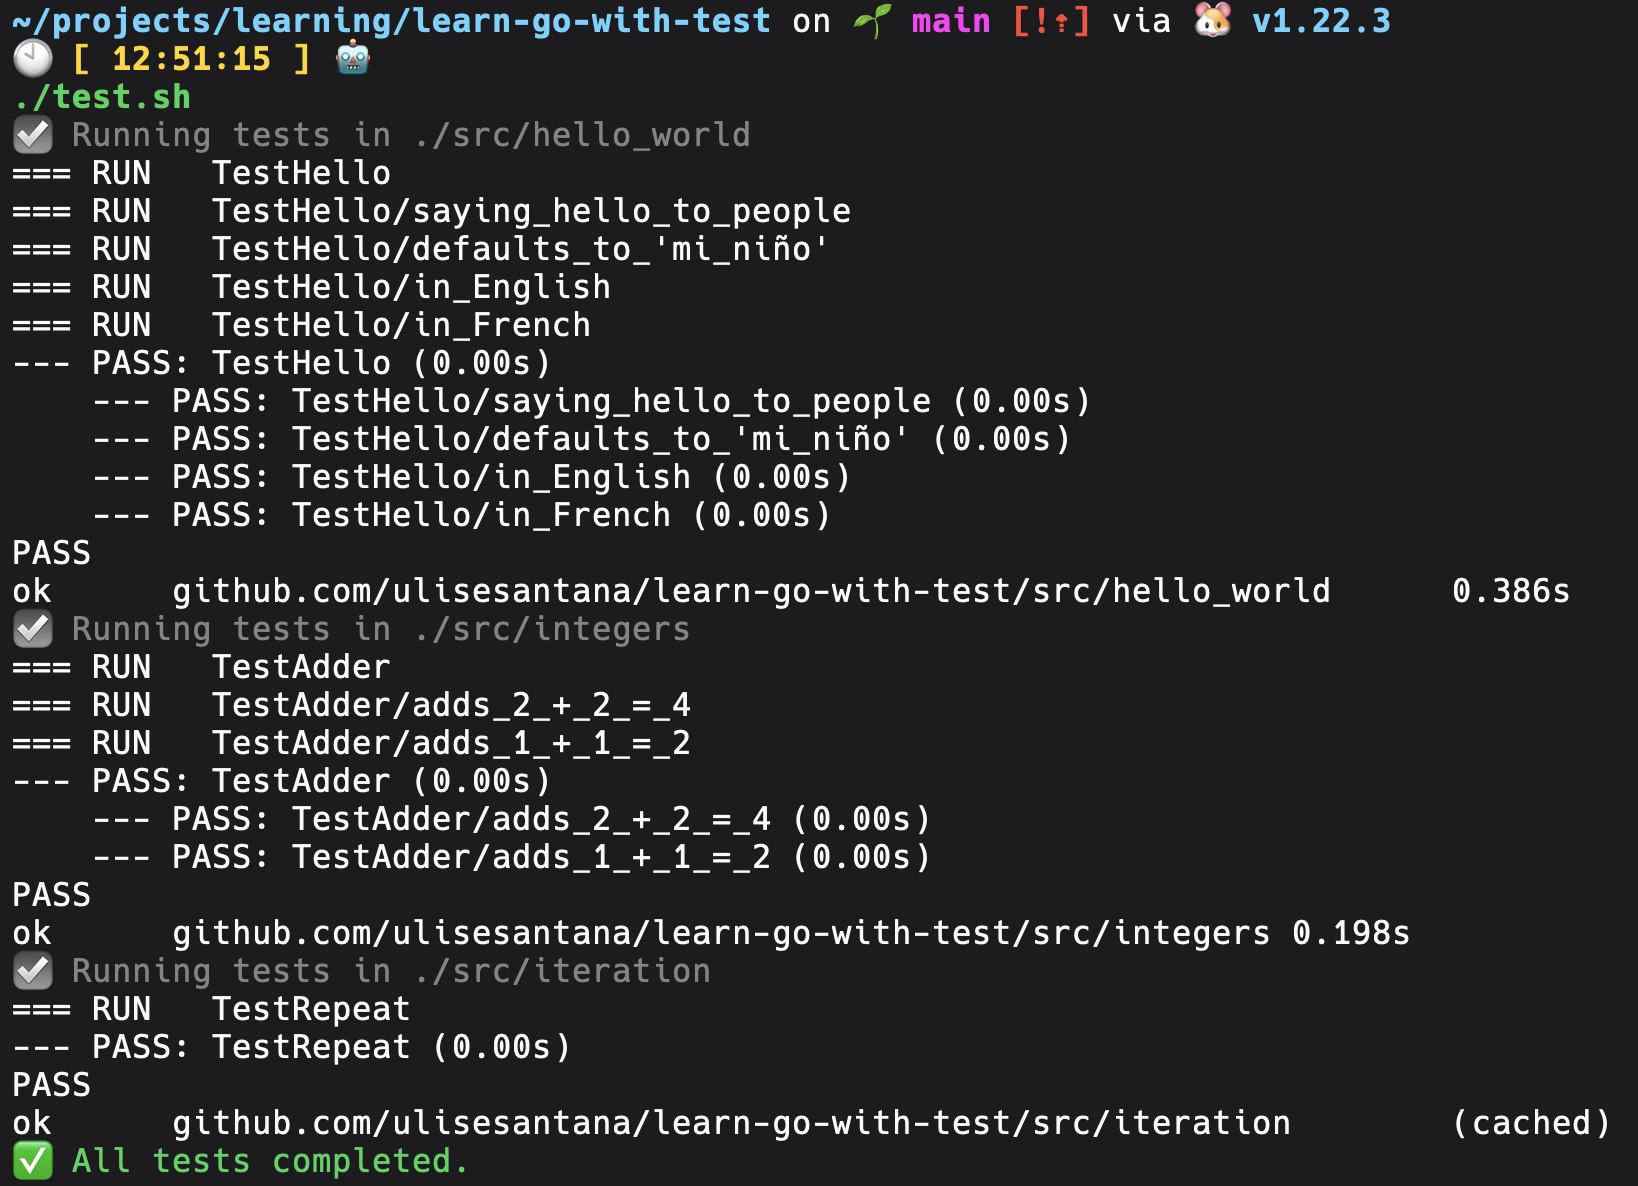 ~/projects/learning/learn-go-with-test on 🌱 main [!⇡] via 🐹 v1.22.3
🕙 [ 12:51:15 ] 🤖
./test.sh
☑️ Running tests in ./src/hello_world
=== RUN   TestHello
=== RUN   TestHello/saying_hello_to_people
=== RUN   TestHello/defaults_to_'mi_niño'
=== RUN   TestHello/in_English
=== RUN   TestHello/in_French
--- PASS: TestHello (0.00s)
    --- PASS: TestHello/saying_hello_to_people (0.00s)
    --- PASS: TestHello/defaults_to_'mi_niño' (0.00s)
    --- PASS: TestHello/in_English (0.00s)
    --- PASS: TestHello/in_French (0.00s)
PASS
ok      github.com/ulisesantana/learn-go-with-test/src/hello_world      0.386s
☑️ Running tests in ./src/integers
=== RUN   TestAdder
=== RUN   TestAdder/adds_2_+_2_=_4
=== RUN   TestAdder/adds_1_+_1_=_2
--- PASS: TestAdder (0.00s)
    --- PASS: TestAdder/adds_2_+_2_=_4 (0.00s)
    --- PASS: TestAdder/adds_1_+_1_=_2 (0.00s)
PASS
ok      github.com/ulisesantana/learn-go-with-test/src/integers 0.198s
☑️ Running tests in ./src/iteration
=== RUN   TestRepeat
--- PASS: TestRepeat (0.00s)
PASS
ok      github.com/ulisesantana/learn-go-with-test/src/iteration        (cached)
✅ All tests completed.